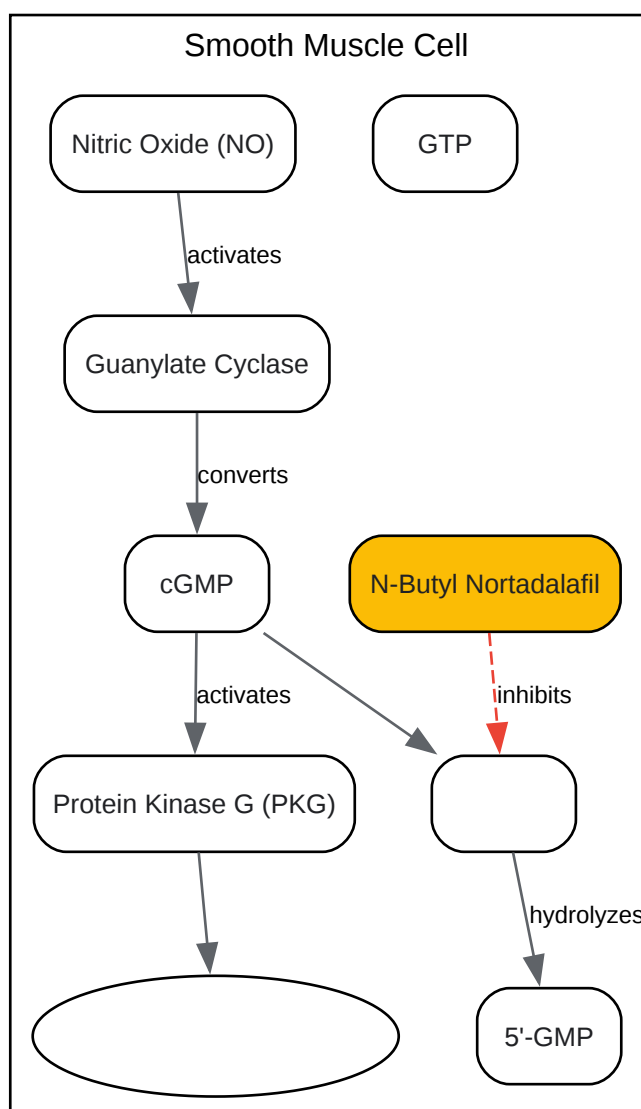 Smooth Muscle Cell
Nitric Oxide (NO)
GTP
activates
Guanylate Cyclase
converts
cGMP
N-Butyl Nortadalafil
activates
inhibits
Protein Kinase G (PKG)
hydrolyzes
5'-GMP